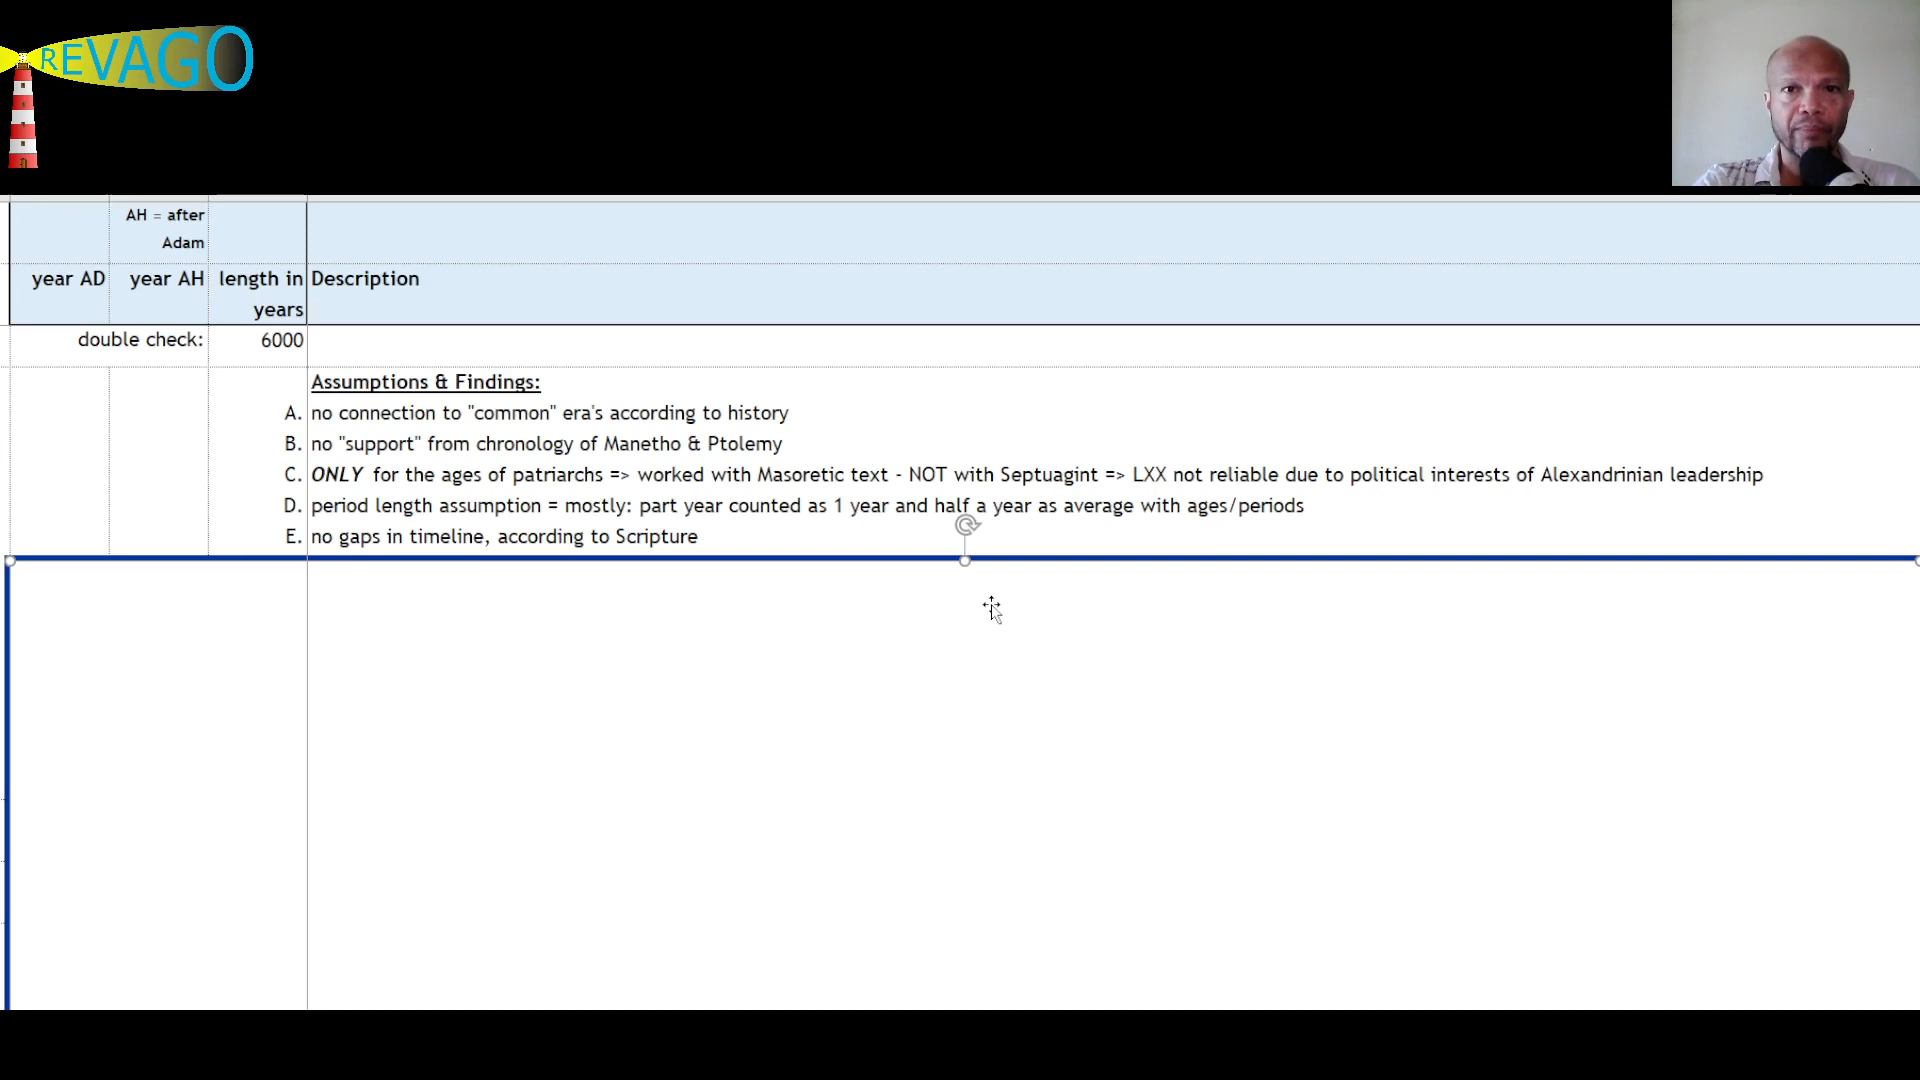 REVAGO
AH = after
Adam
year AD year AH length in Description
years
double check: 6000
Assumptions & Findings:
A. no connection to "common" era's according to history
B. no "support" from chronology of Manetho & Ptolemy
C. ONLY for the ages of patriarchs => worked with Masoretic text - NOT with Septuagint => LXX not reliable due to political interests of Alexandrinian leadership
D. period length assumption = mostly: part year counted as 1 year and half a year as average with ages/periods
E. no gaps in timeline, according to Scripture